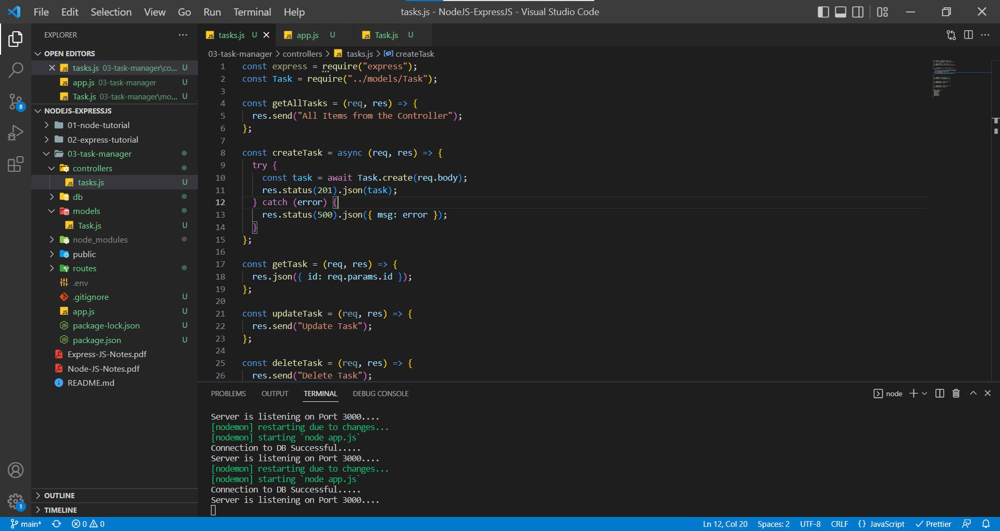 File Edit Selection View Go Run Terminal Help
tasks.js - NodeJS-ExpressJS - Visual Studio Code
EXPLORER
OPEN EDITORS
tasks.js 03-task-manager\co... U
app.js 03-task-manager U
Task.js 03-task-manager\mo... U
NODEJS-EXPRESSJS
01-node-tutorial
02-express-tutorial
03-task-manager
controllers
tasks.js U
db
models
Task.js U
node_modules
public
routes
.env
.gitignore U
app.js U
package-lock.json U
package.json U
Express-JS-Notes.pdf
Node-JS-Notes.pdf
README.md
OUTLINE
TIMELINE
8
1
tasks.js U app.js U Task.js U
03-task-manager > controllers > tasks.js > createTask
1 const express = require("express");
2 const Task = require("../models/Task");
3
4 const getAllTasks = (req, res) => {
5 res.send("All Items from the Controller");
6 };
7
8 const createTask = async (req, res) => {
9 try {
10 const task = await Task.create(req.body);
11 res.status(201).json(task);
12 } catch (error) {
13 res.status(500).json({ msg: error });
14 }
15 };
16
17 const getTask = (req, res) => {
18 res.json({ id: req.params.id });
19 };
20
21 const updateTask = (req, res) => {
22 res.send("Update Task");
23 };
24
25 const deleteTask = (req, res) => {
26 res.send("Delete Task");
PROBLEMS OUTPUT TERMINAL DEBUG CONSOLE
node
Server is listening on Port 3000....
[nodemon] restarting due to changes...
[nodemon] starting `node app.js`
Connection to DB Successful.....
Server is listening on Port 3000....
[nodemon] restarting due to changes...
[nodemon] starting `node app.js`
Connection to DB Successful.....
Server is listening on Port 3000....
main* 0 0 Ln 12, Col 20 Spaces: 2 UTF-8 CRLF {} JavaScript Prettier